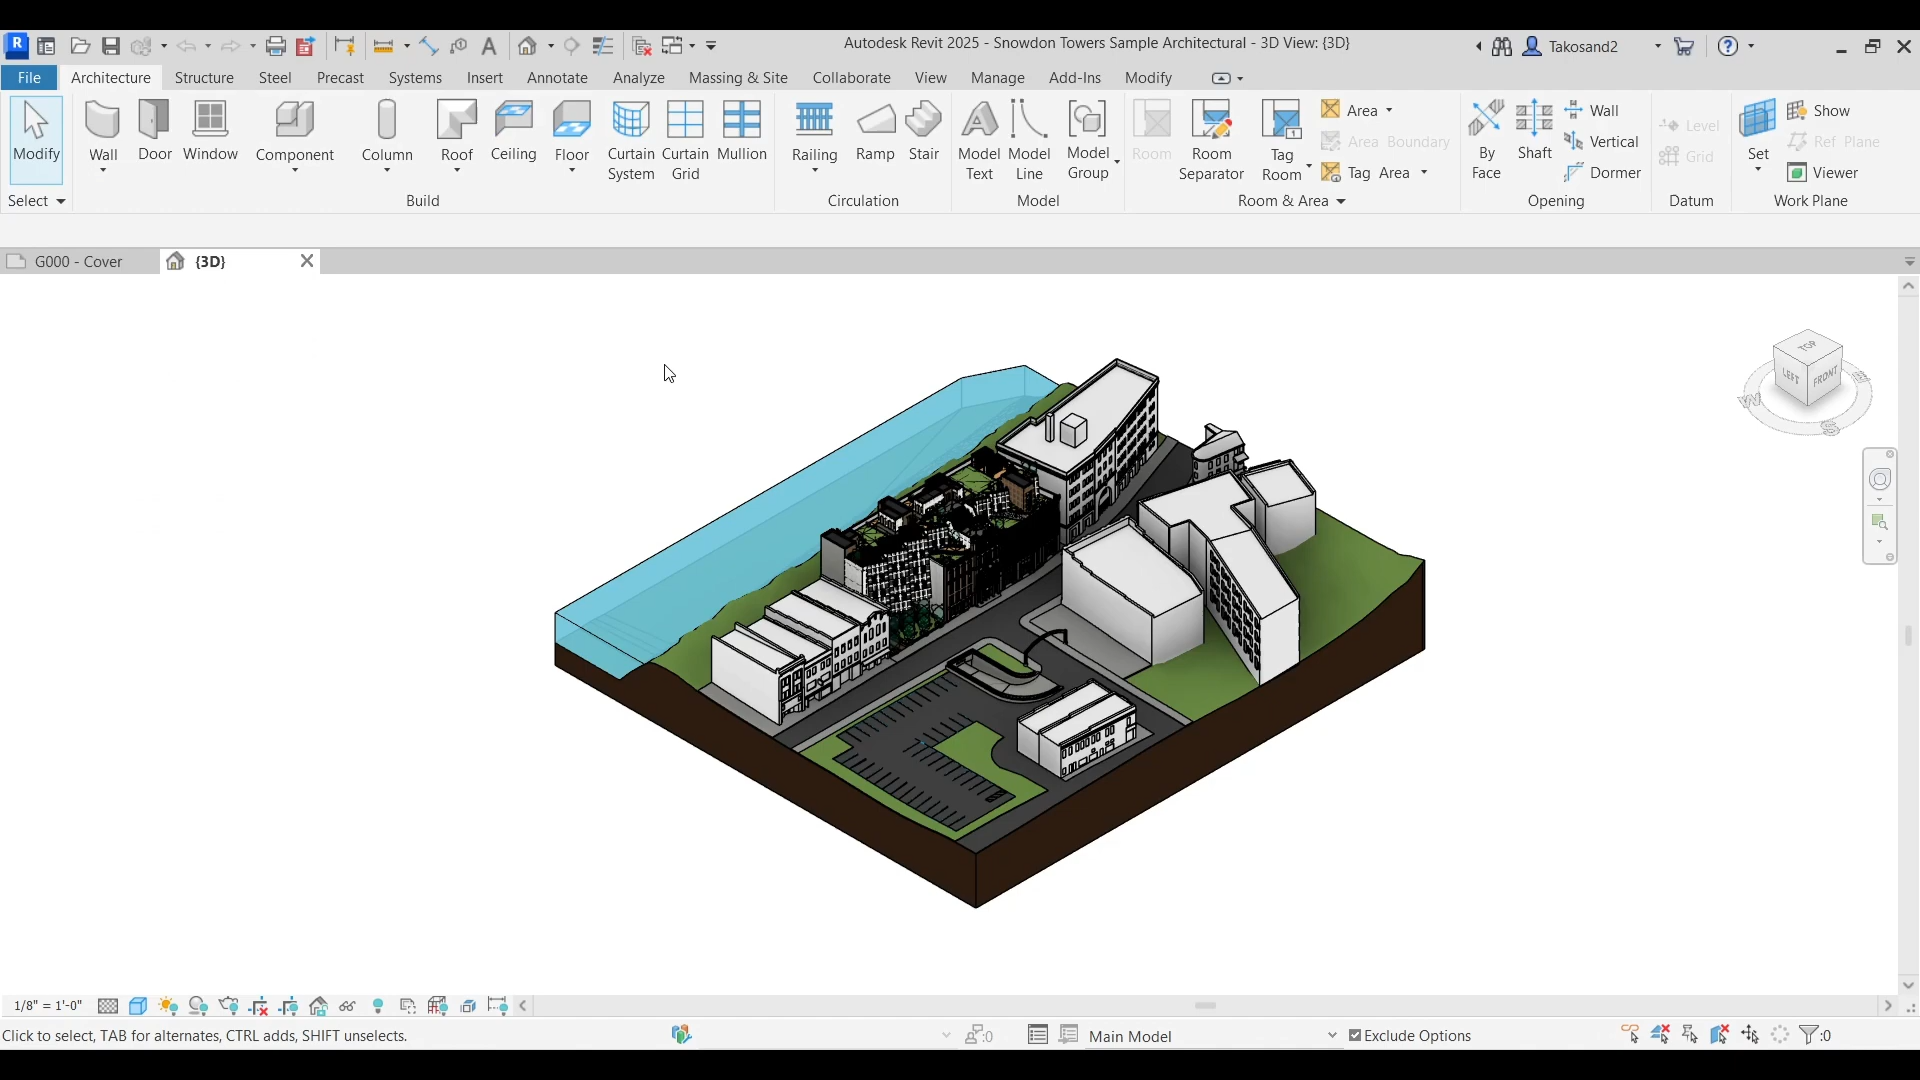 R
Autodesk Revit 2025 - Snowdon Towers Sample Architectural - 3D View: {3D}
Takosand2
File Architecture Structure Steel Precast Systems Insert Annotate Analyze Massing & Site Collaborate View Manage Add-Ins Modify
Modify
Wall Door Window Component Column Roof Ceiling Floor Curtain System Curtain Grid Mullion
Railing Ramp Stair
Model Text Model Line Model Group
Room Room Separator Tag Room
Area
Area Boundary
Tag Area
By Face Shaft
Wall
Vertical
Dormer
Level
Grid
Set
Show
Ref Plane
Viewer
Select Build Circulation Model Room & Area Opening Datum Work Plane
G000 - Cover {3D}
TOP
LEFT FRONT
W S
1/8" = 1'-0"
Click to select, TAB for alternates, CTRL adds, SHIFT unselects.
:0
Main Model
Exclude Options
:0